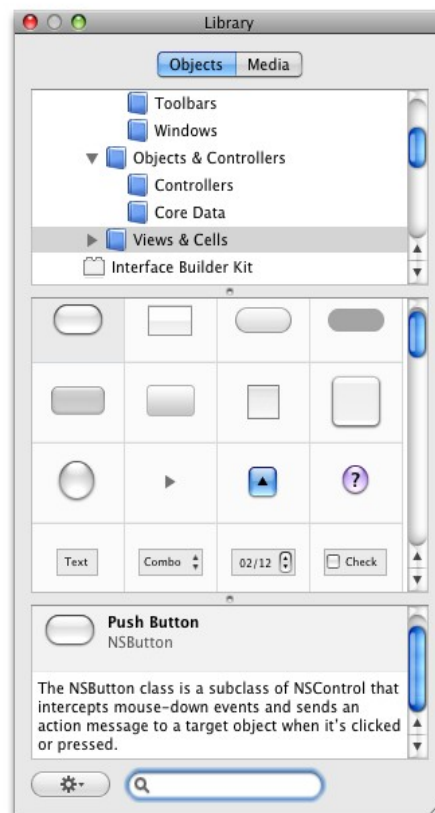 Library
Objects Media
Toolbars
Windows
Objects & Controllers
Controllers
Core Data
Views & Cells
Interface Builder Kit
?
Text Combo 02/12 Check
Push Button
NSButton
The NSButton class is a subclass of NSControl that
intercepts mouse-down events and sends an
action message to a target object when it's clicked
or pressed.